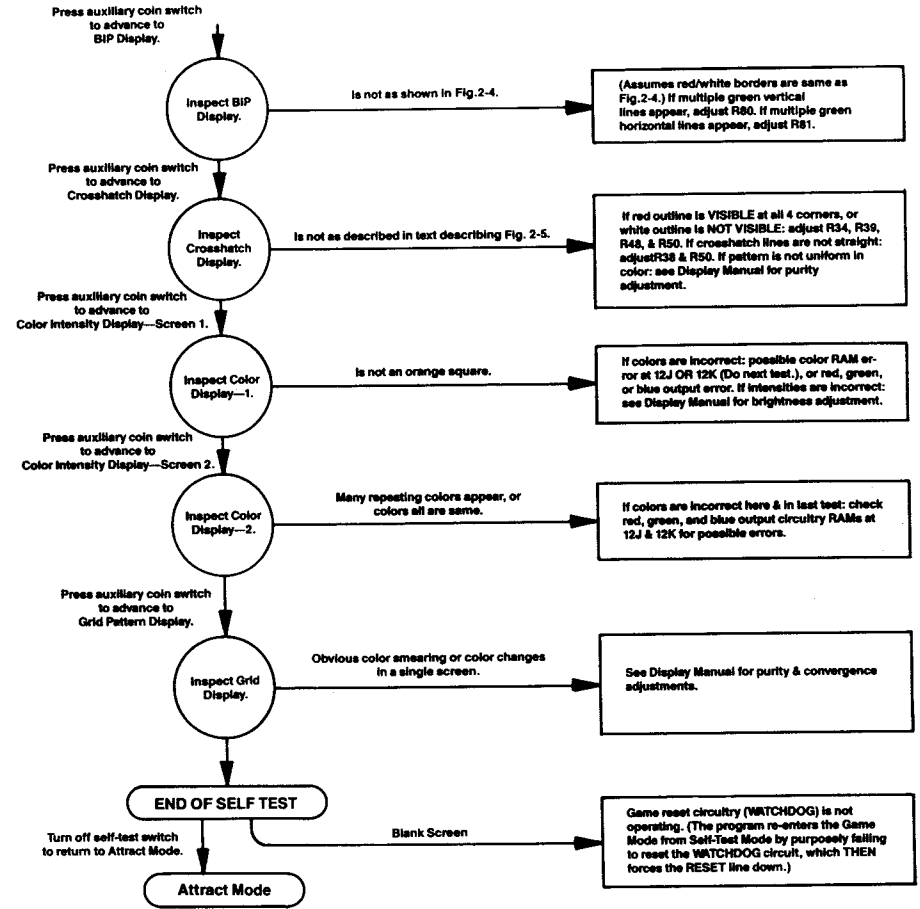 Press auxiliary coin switch
to advance to
BIP Display.
Inspect BIP
Display.
Is not as shown in Fig.2-4.
(Assumes red/white borders are same as
Fig.2-4.) If multiple green vertical
lines appear, adjust R80. If multiple green
horizontal lines appear, adjust R81.
Press auxiliary coin switch
to advance to
Crosshatch Display.
Inspect
Crosshatch
Display.
Is not as described in text describing Fig. 2-5.
If red outline is VISIBLE at all 4 corners, or
white outline is NOT VISIBLE: adjust R34, R39,
R48, & R50. If crosshatch lines are not straight:
adjustR38 & R50. If pattern is not uniform in
color: see Display Manual for purity
adjustment.
Press auxiliary coin switch
to advance to
Color Intensity Display—Screen 1.
Inspect Color
Display—1.
Is not an orange square.
If colors are incorrect: possible color RAM er-
ror at 12J OR 12K (Do next test.), or red, green,
or blue output error. If intensities are incorrect:
see Display Manual for brightness adjustment.
Press auxiliary coin switch
to advance to
Color Intensity Display—Screen 2.
Inspect Color
Display—2.
Many repeating colors appear, or
colors all are same.
If colors are incorrect here & in last test: check
red, green, and blue output circuitry RAMs at
12J & 12K for possible errors.
Press auxiliary coin switch
to advance to
Grid Pattern Display.
Inspect Grid
Display.
Obvious color smearing or color changes
in a single screen.
See Display Manual for purity & convergence
adjustments.
END OF SELF TEST
Turn off self-test switch
to return to Attract Mode.
Blank Screen
Game reset circuitry (WATCHDOG) is not
operating. (The program re-enters the Game
Mode from Self-Test Mode by purposely failing
to reset the WATCHDOG circuit, which THEN
forces the RESET line down.)
Attract Mode